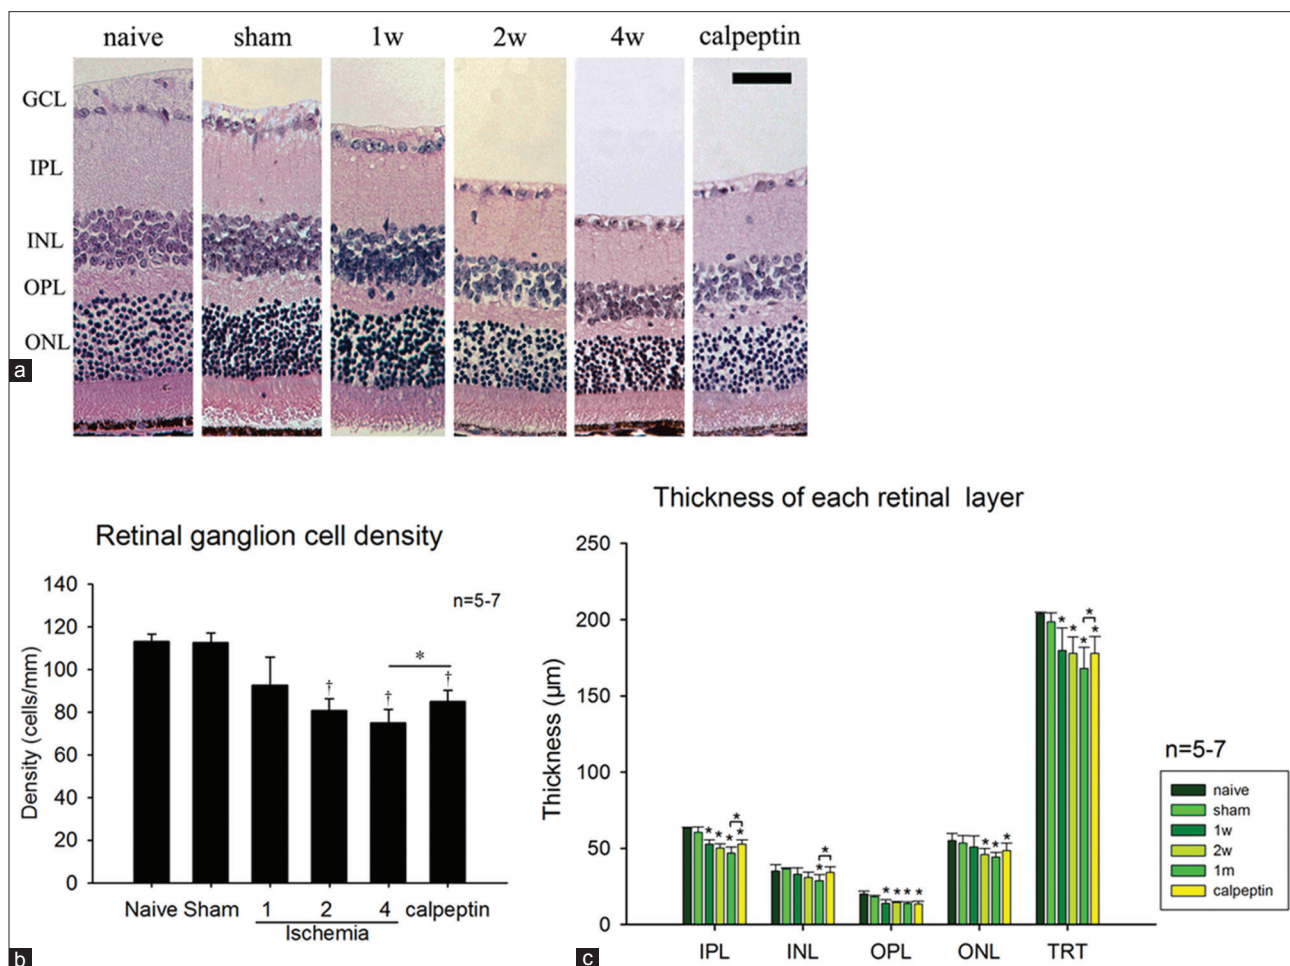 naive sham 1w 2w 4w calpeptin
GCL
IPL
INL
OPL
ONL
a
Retinal ganglion cell density
n=5-7
Density (cells/mm)
140
120
100
80
60
40
20
0
*
† † †
Naive Sham 1 2 4 calpeptin
Ischemia
b
Thickness of each retinal layer
Thickness (µm)
250
200
150
100
50
0
* * * * * *
* *
* * * *
* * *
* * * * *
IPL INL OPL ONL TRT
n=5-7
naive
sham
1w
2w
1m
calpeptin
c